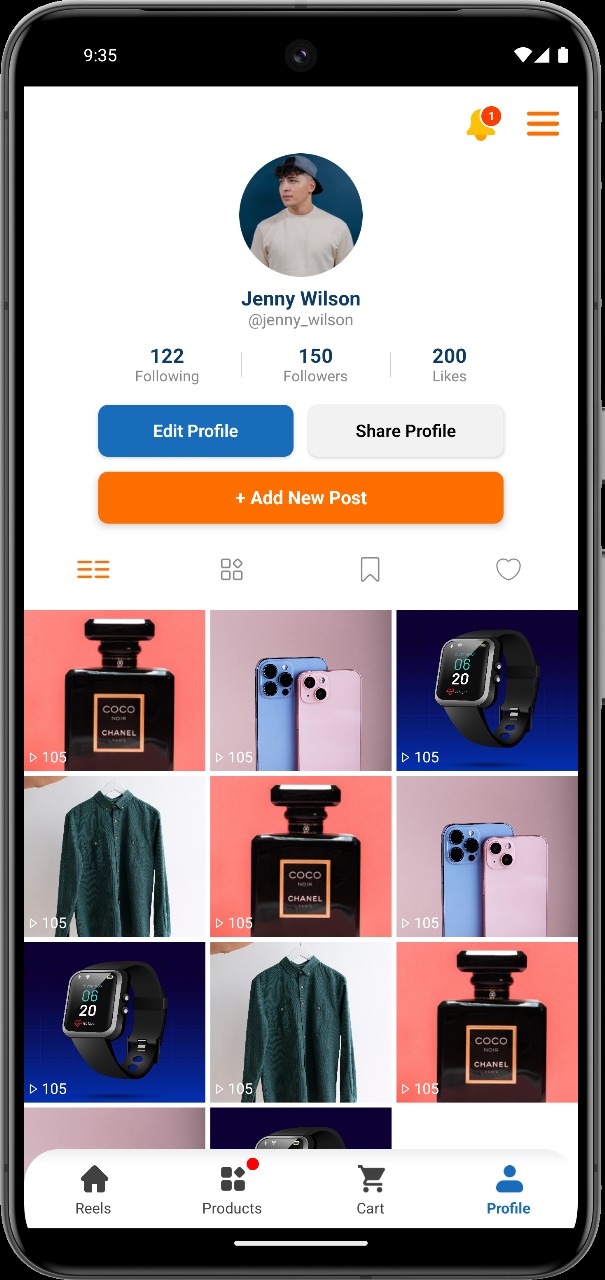 9:35
1
Jenny Wilson
@jenny_wilson
122 150 200
Following Followers Likes
Edit Profile Share Profile
+ Add New Post
COCO
NOIR
CHANEL
PARIS
06
20
105 105 105
COCO
NOIR
CHANEL
PARIS
105 105 105
06
20
COCO
NOIR
CHANEL
PARIS
105 105 105
Reels Products Cart Profile